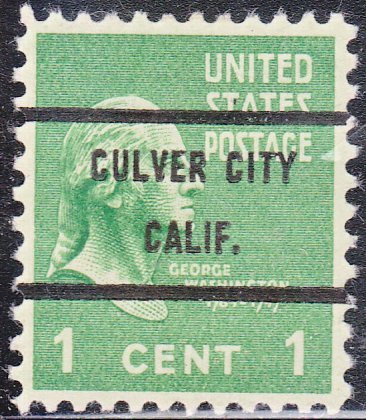 UNITED
STATES
POSTAGE
CULVER CITY
CALIF.
GEORGE
WASHINGTON
1 CENT 1